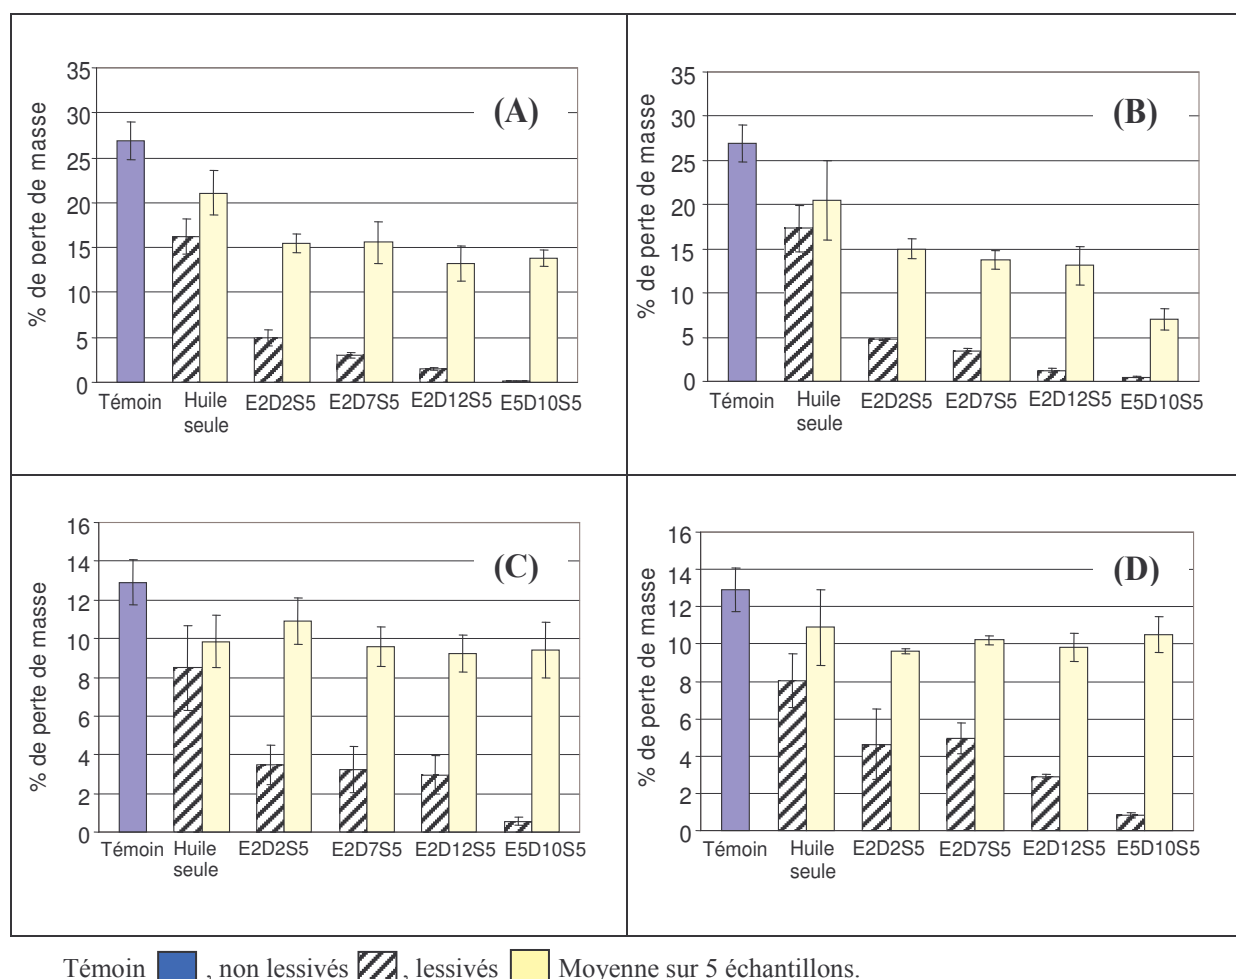 (A)
% de perte de masse
35
30
25
20
15
10
5
0
Témoin
Huile
seule
E2D2S5
E2D7S5
E2D12S5
E5D10S5
(B)
% de perte de masse
35
30
25
20
15
10
5
0
Témoin
Huile
seule
E2D2S5
E2D7S5
E2D12S5
E5D10S5
(C)
% de perte de masse
16
14
12
10
8
6
4
2
0
Témoin
Huile
seule
E2D2S5
E2D7S5
E2D12S5
E5D10S5
(D)
% de perte de masse
16
14
12
10
8
6
4
2
0
Témoin
Huile
seule
E2D2S5
E2D7S5
E2D12S5
E5D10S5
Témoin , non lessivés , lessivés Moyenne sur 5 échantillons.